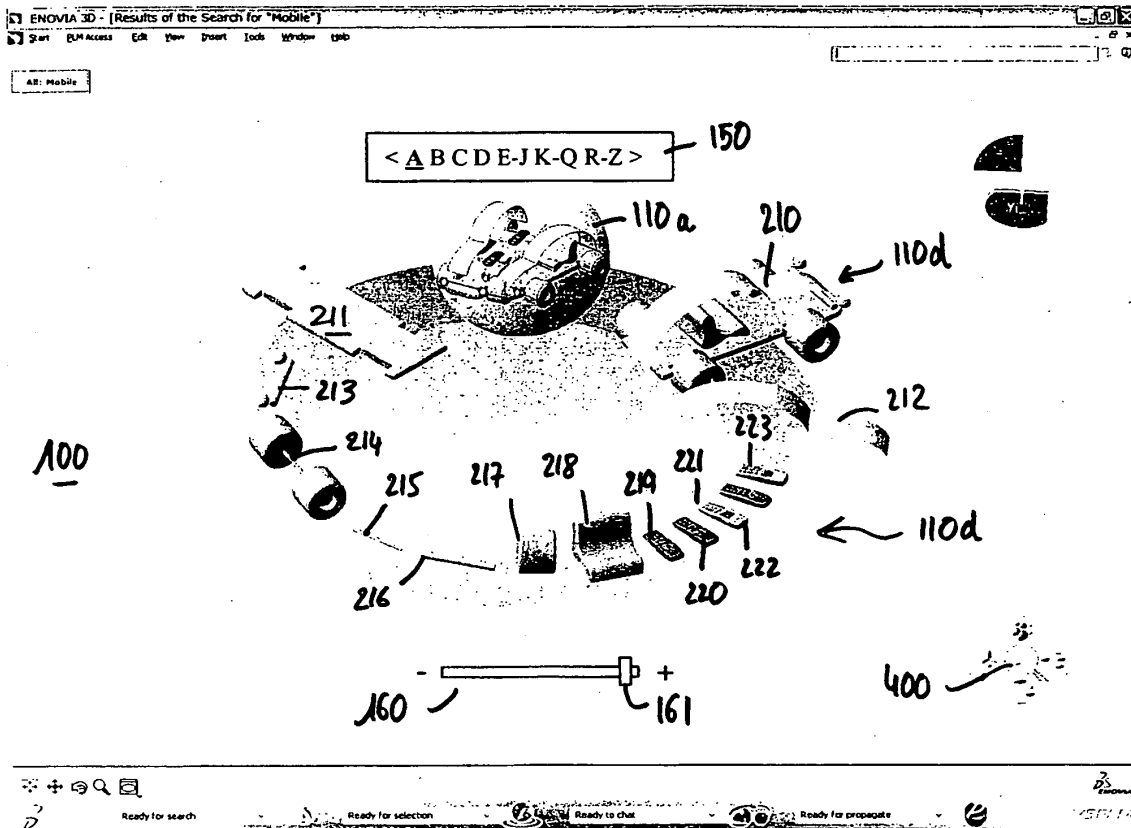 ENOVIA 3D - [Results of the Search for "Mobile"]
Start PLM Access Edit View Insert Tools Window Help
All: Mobile
< A B C D E-J K-Q R-Z >
150
110a
210
110d
211
213
212
223
100
214
221
215
217
218
219
110d
216
220
222
- +
160
161
400
Ready for search
Ready for selection
Ready to chat
Ready for propagate